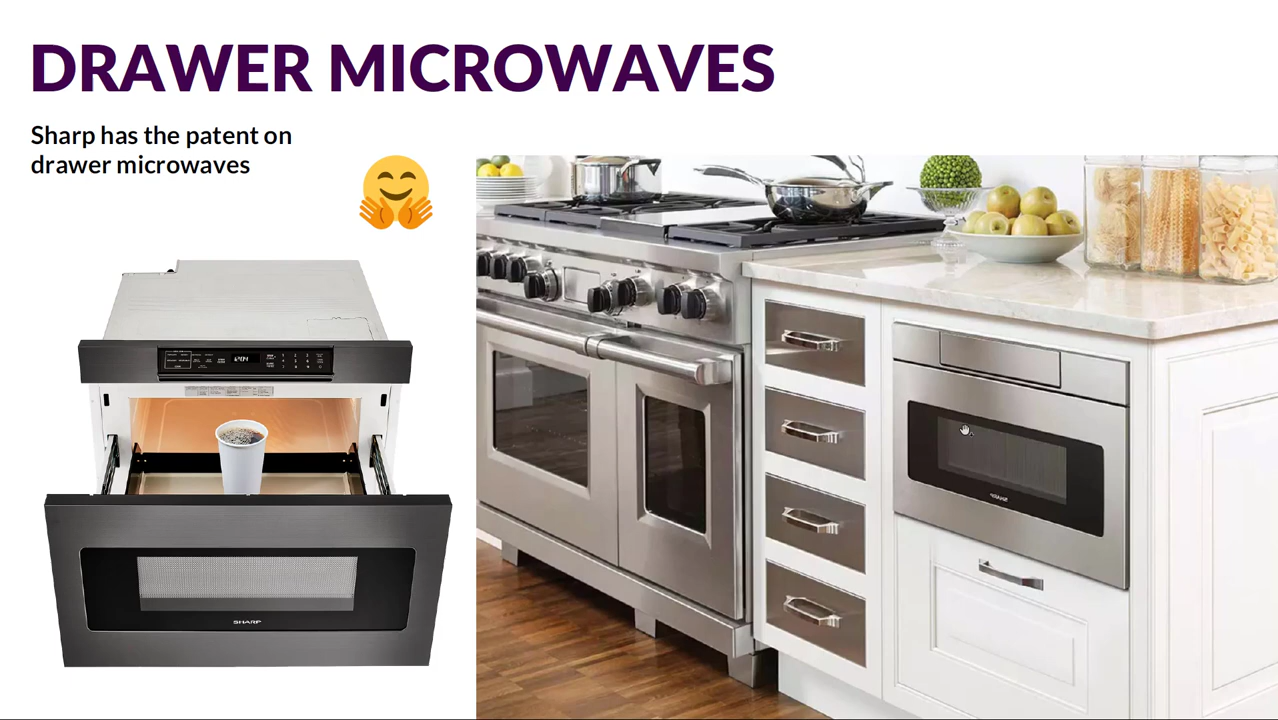 DRAWER MICROWAVES
Sharp has the patent on
drawer microwaves
SHARP